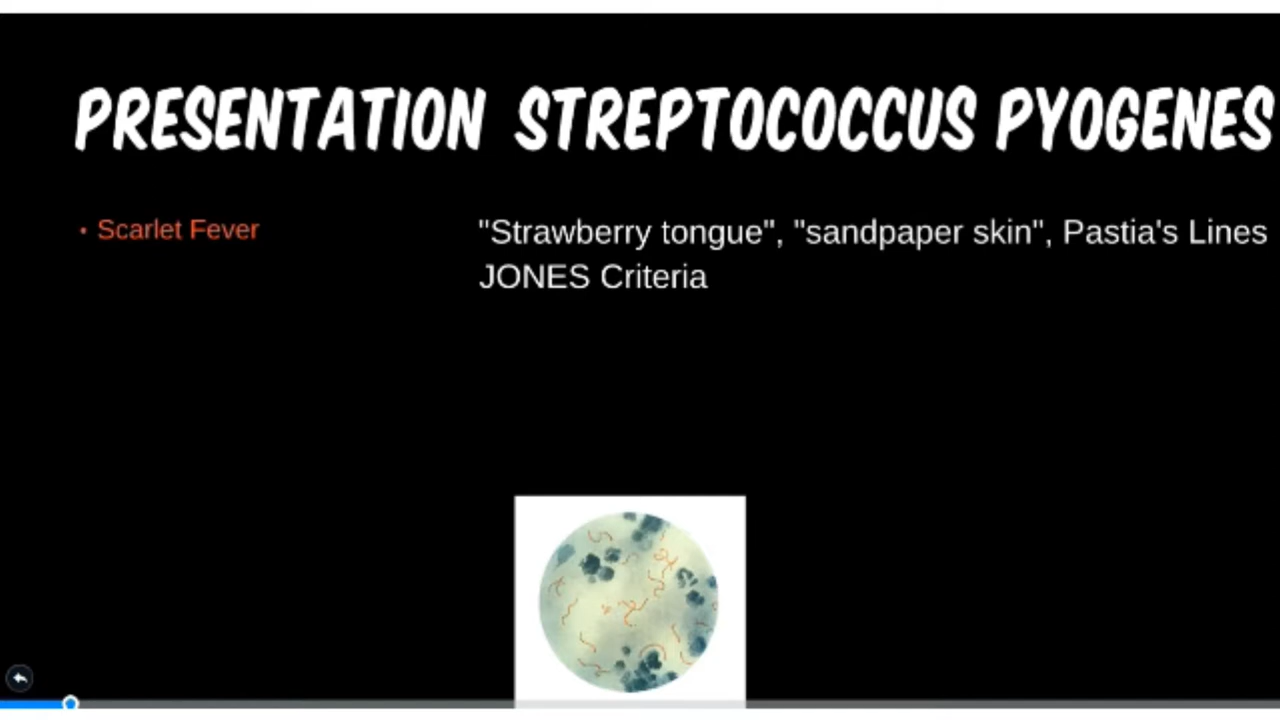 PRESENTATION STREPTOCOCCUS PYOGENES
• Scarlet Fever
"Strawberry tongue", "sandpaper skin", Pastia's Lines
JONES Criteria